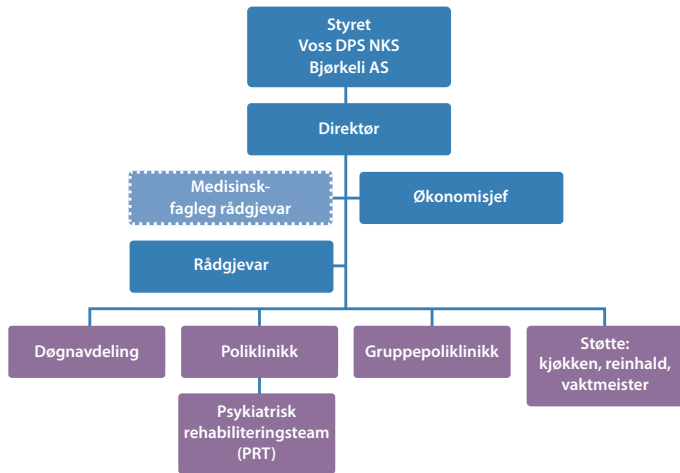 Styret
Voss DPS NKS
Bjørkeli AS
Direktør
Medisinsk-
fagleg rådgjevar
Økonomisjef
Rådgjevar
Døgnavdeling
Poliklinikk
Gruppepoliklinikk
Støtte:
kjøkken, reinhald,
vaktmeister
Psykiatrisk
rehabiliteringsteam
(PRT)